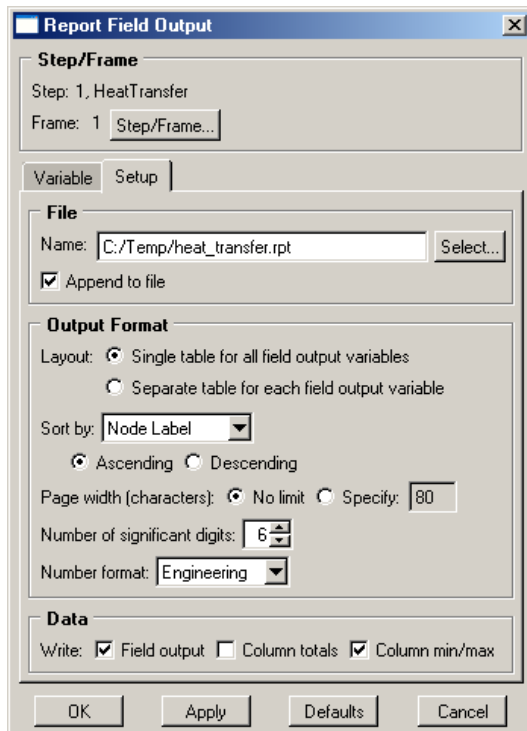 Report Field Output
Step/Frame
Step: 1, HeatTransfer
Frame: 1 Step/Frame...
Variable Setup
File
Name: C:/Temp/heat_transfer.rpt Select...
Append to file
Output Format
Layout: Single table for all field output variables
Separate table for each field output variable
Sort by: Node Label
Ascending Descending
Page width (characters): No limit Specify: 80
Number of significant digits: 6
Number format: Engineering
Data
Write: Field output Column totals Column min/max
OK Apply Defaults Cancel